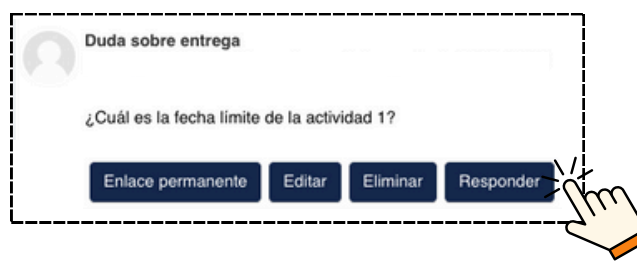 Duda sobre entrega
¿Cuál es la fecha límite de la actividad 1?
Enlace permanente Editar Eliminar Responder